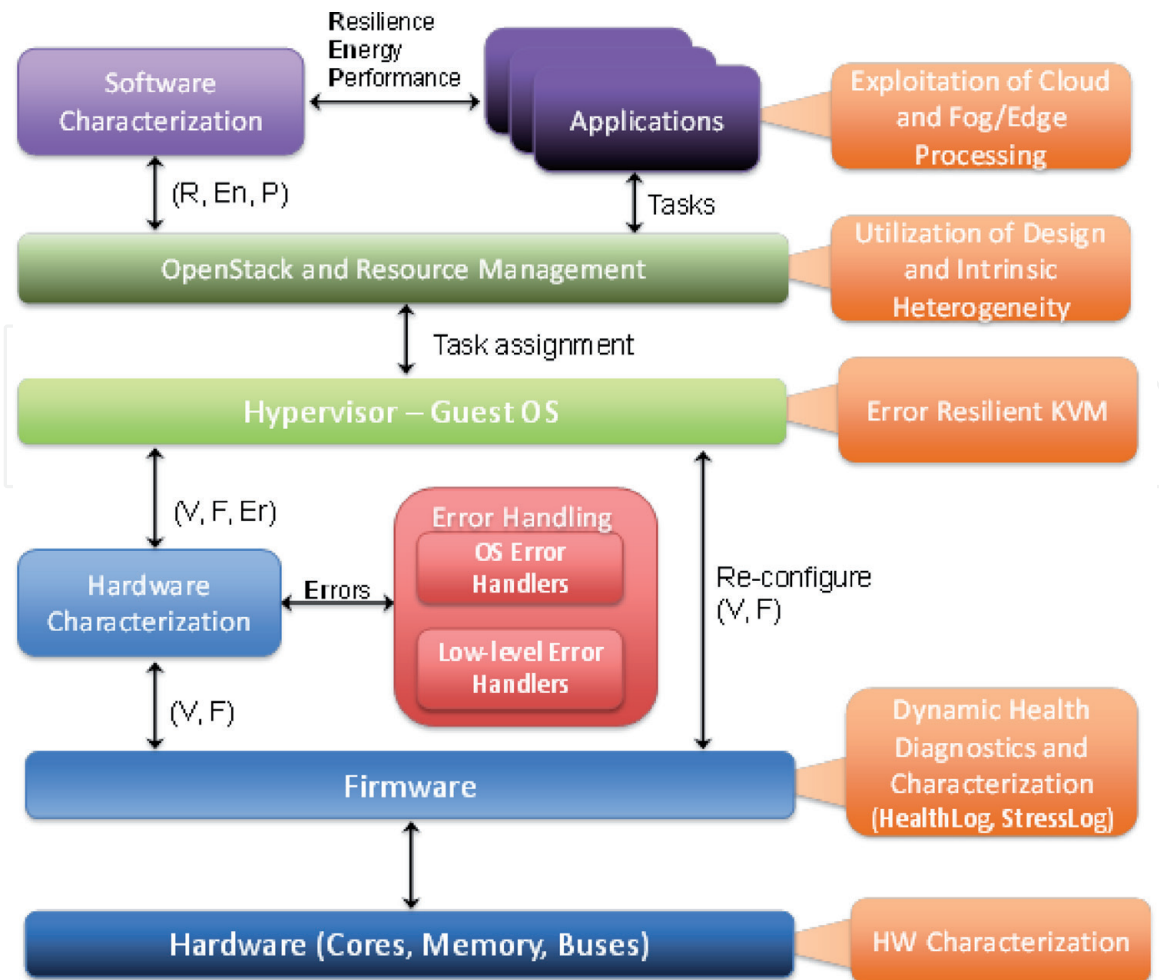 Resilience
Energy
Performance
Software
Characterization
Applications
Exploitation of Cloud
and Fog/Edge
Processing
(R, En, P)
Tasks
OpenStack and Resource Management
Utilization of Design
and Intrinsic
Heterogeneity
Task assignment
Hypervisor – Guest OS
Error Resilient KVM
(V, F, Er)
Error Handling
OS Error
Handlers
Hardware
Characterization
Errors
Re-configure
(V, F)
Low-level Error
Handlers
(V, F)
Dynamic Health
Diagnostics and
Characterization
(HealthLog, StressLog)
Firmware
Hardware (Cores, Memory, Buses)
HW Characterization